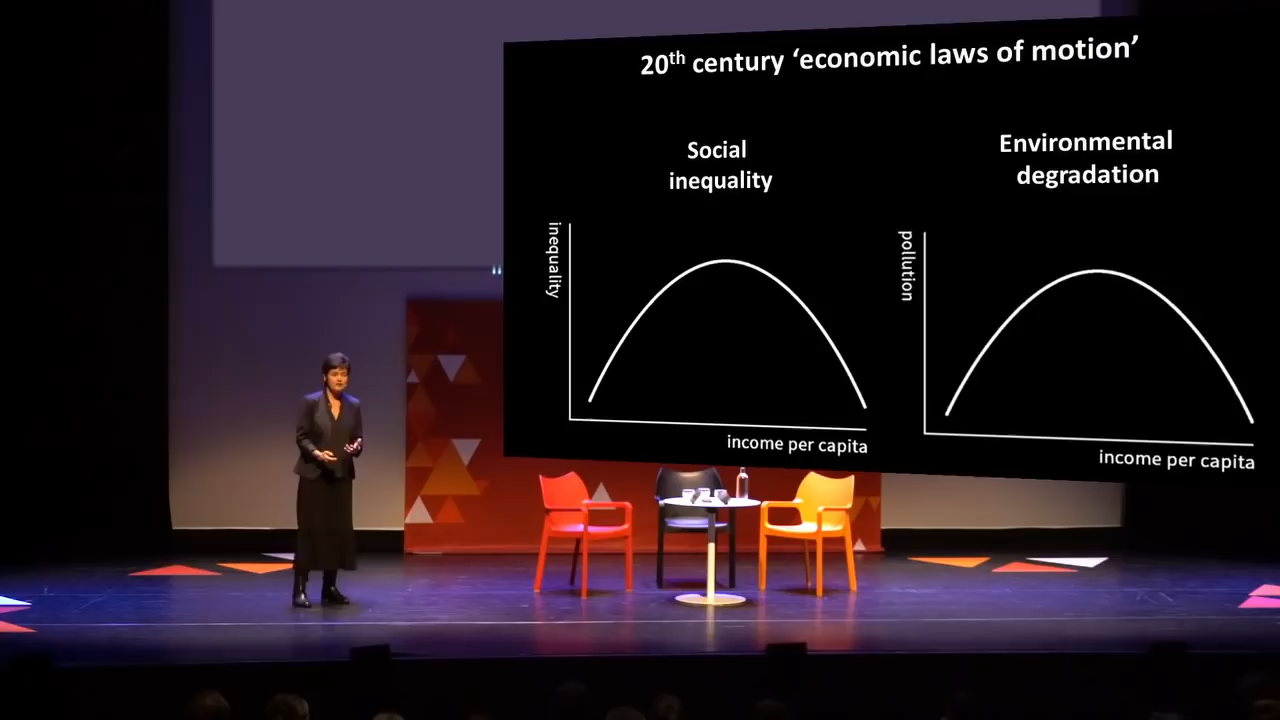 20th century ‘economic laws of motion’
Social
inequality
inequality
income per capita
Environmental
degradation
pollution
income per capita